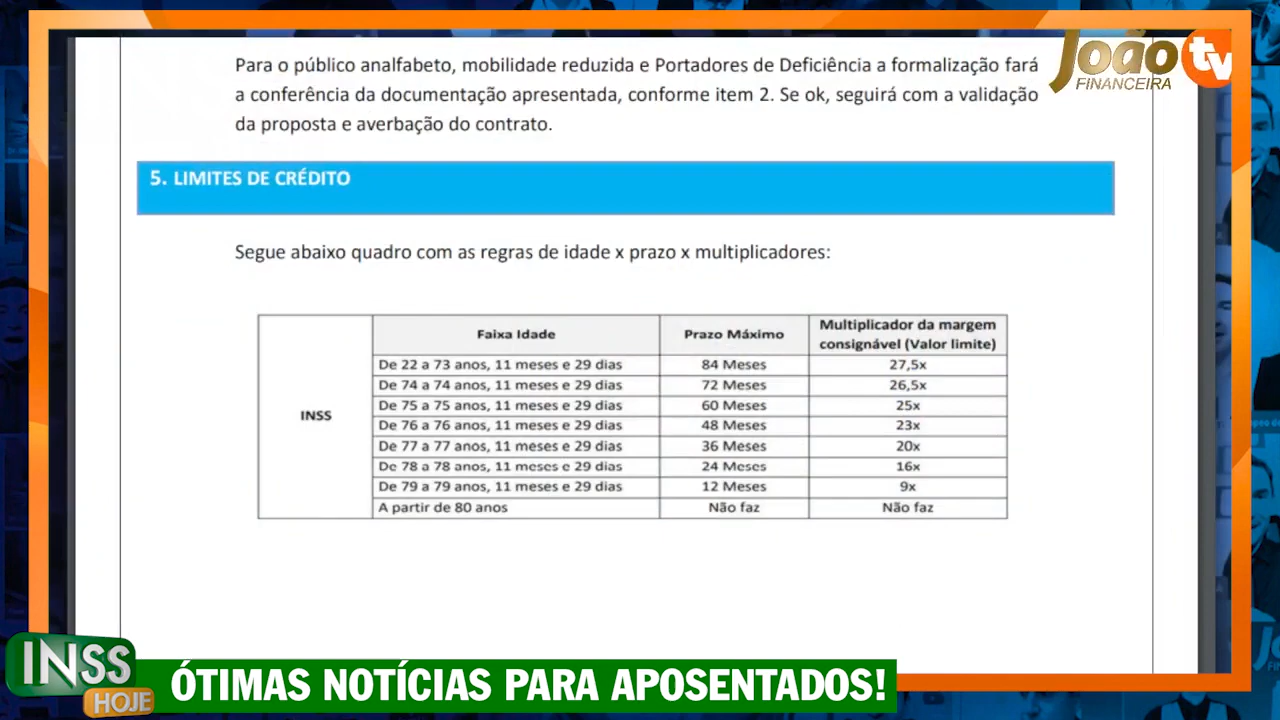 João tv
FINANCEIRA
Para o público analfabeto, mobilidade reduzida e Portadores de Deficiência a formalização fará
a conferência da documentação apresentada, conforme item 2. Se ok, seguirá com a validação
da proposta e averbação do contrato.
5. LIMITES DE CRÉDITO
Segue abaixo quadro com as regras de idade x prazo x multiplicadores:
Faixa Idade Prazo Máximo Multiplicador da margem
consignável (Valor limite)
De 22 a 73 anos, 11 meses e 29 dias 84 Meses 27,5x
De 74 a 74 anos, 11 meses e 29 dias 72 Meses 26,5x
De 75 a 75 anos, 11 meses e 29 dias 60 Meses 25x
INSS
De 76 a 76 anos, 11 meses e 29 dias 48 Meses 23x
De 77 a 77 anos, 11 meses e 29 dias 36 Meses 20x
De 78 a 78 anos, 11 meses e 29 dias 24 Meses 16x
De 79 a 79 anos, 11 meses e 29 dias 12 Meses 9x
A partir de 80 anos Não faz Não faz
INSS
HOJE
ÓTIMAS NOTÍCIAS PARA APOSENTADOS!